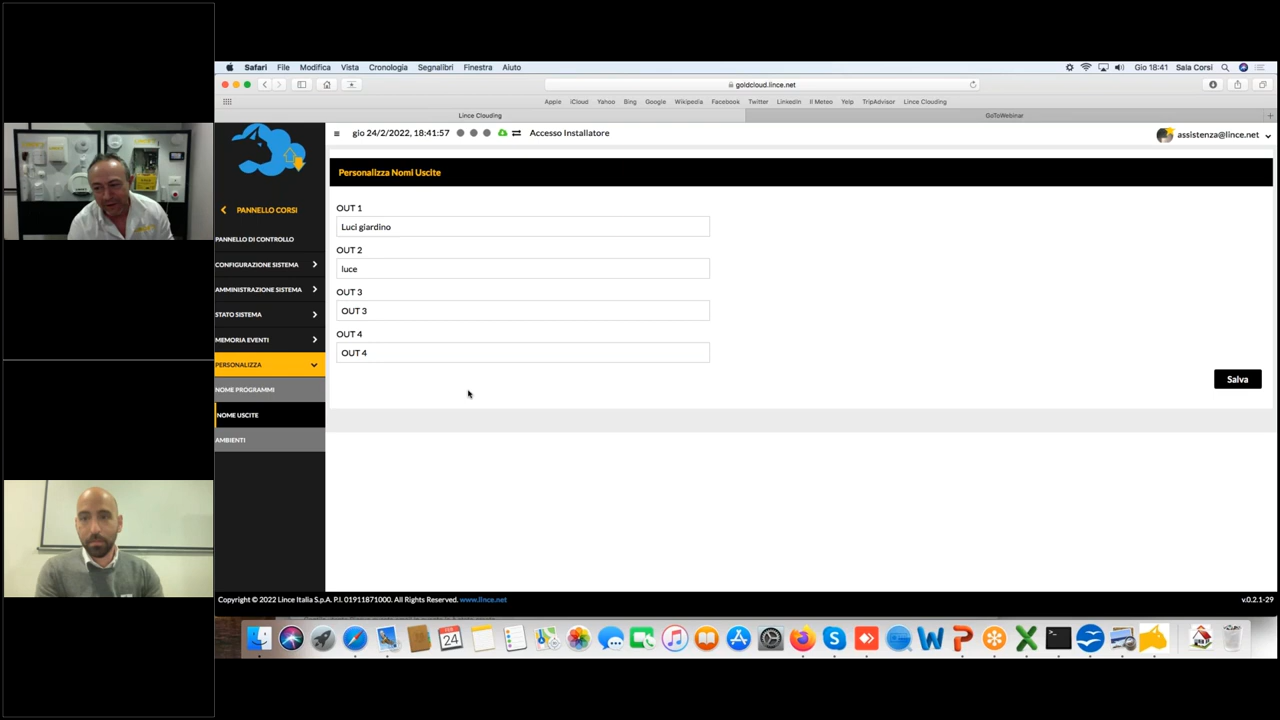 Safari File Modifica Vista Cronologia Segnalibri Finestra Aiuto Gio 18:41 Sala Corsi
goldcloud.lince.net
Apple iCloud Yahoo Bing Google Wikipedia Facebook Twitter LinkedIn Il Meteo Yelp TripAdvisor Lince Clouding
Lince Clouding GoToWebinar
gio 24/2/2022, 18:41:57 Accesso Installatore assistenza@lince.net
Personalizza Nomi Uscite
PANNELLO CORSI
PANNELLO DI CONTROLLO
CONFIGURAZIONE SISTEMA
AMMINISTRAZIONE SISTEMA
STATO SISTEMA
MEMORIA EVENTI
PERSONALIZZA
NOME PROGRAMMI
NOME USCITE
AMBIENTI
OUT 1
Luci giardino
OUT 2
luce
OUT 3
OUT 3
OUT 4
OUT 4
Salva
Copyright © 2022 Lince Italia S.p.A. P.I. 01911871000. All Rights Reserved. www.lince.net v.0.2.1-29
FEB
24